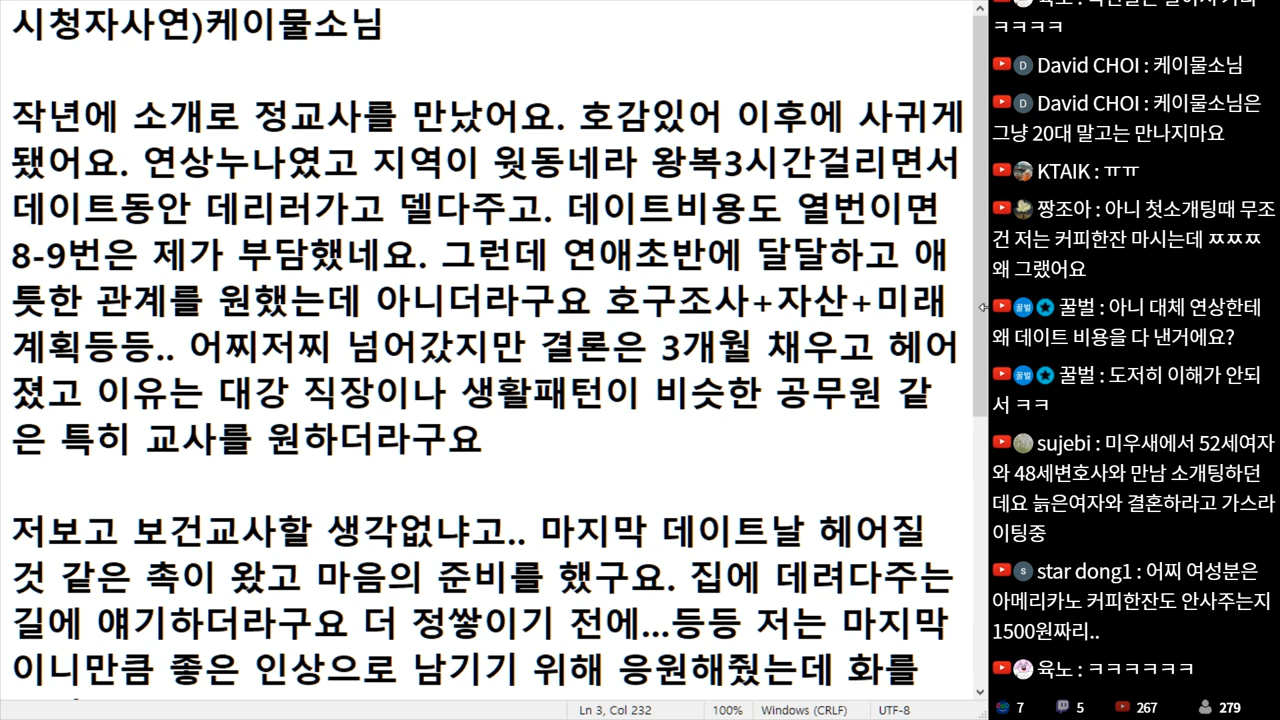 시청자사연)케이물소님
작년에 소개로 정교사를 만났어요. 호감있어 이후에 사귀게
됐어요. 연상누나였고 지역이 윗동네라 왕복3시간걸리면서
데이트동안 데리러가고 델다주고. 데이트비용도 열번이면
8-9번은 제가 부담했네요. 그런데 연애초반에 달달하고 애
틋한 관계를 원했는데 아니더라구요 호구조사+자산+미래
계획등등.. 어찌저찌 넘어갔지만 결론은 3개월 채우고 헤어
졌고 이유는 대강 직장이나 생활패턴이 비슷한 공무원 같
은 특히 교사를 원하더라구요
저보고 보건교사할 생각없냐고.. 마지막 데이트날 헤어질
것 같은 촉이 왔고 마음의 준비를 했구요. 집에 데려다주는
길에 얘기하더라구요 더 정쌓이기 전에...등등 저는 마지막
이니만큼 좋은 인상으로 남기기 위해 응원해줬는데 화를
Ln 3, Col 232
100%
Windows (CRLF)
UTF-8
ㅋㅋㅋㅋ
David CHOI : 케이물소님
David CHOI : 케이물소님은
그냥 20대 말고는 만나지마요
KTAIK : ㅠㅠ
짱조아 : 아니 첫소개팅때 무조
건 저는 커피한잔 마시는데 ㅉㅉㅉ
왜 그랬어요
꿀벌 꿀벌 : 아니 대체 연상한테
왜 데이트 비용을 다 낸거에요?
꿀벌 꿀벌 : 도저히 이해가 안되
서 ㅋㅋ
sujebi : 미우새에서 52세여자
와 48세변호사와 만남 소개팅하던
데요 늙은여자와 결혼하라고 가스라
이팅중
star dong1 : 어찌 여성분은
아메리카노 커피한잔도 안사주는지
1500원짜리..
육노 : ㅋㅋㅋㅋㅋㅋ
7 5 267 279